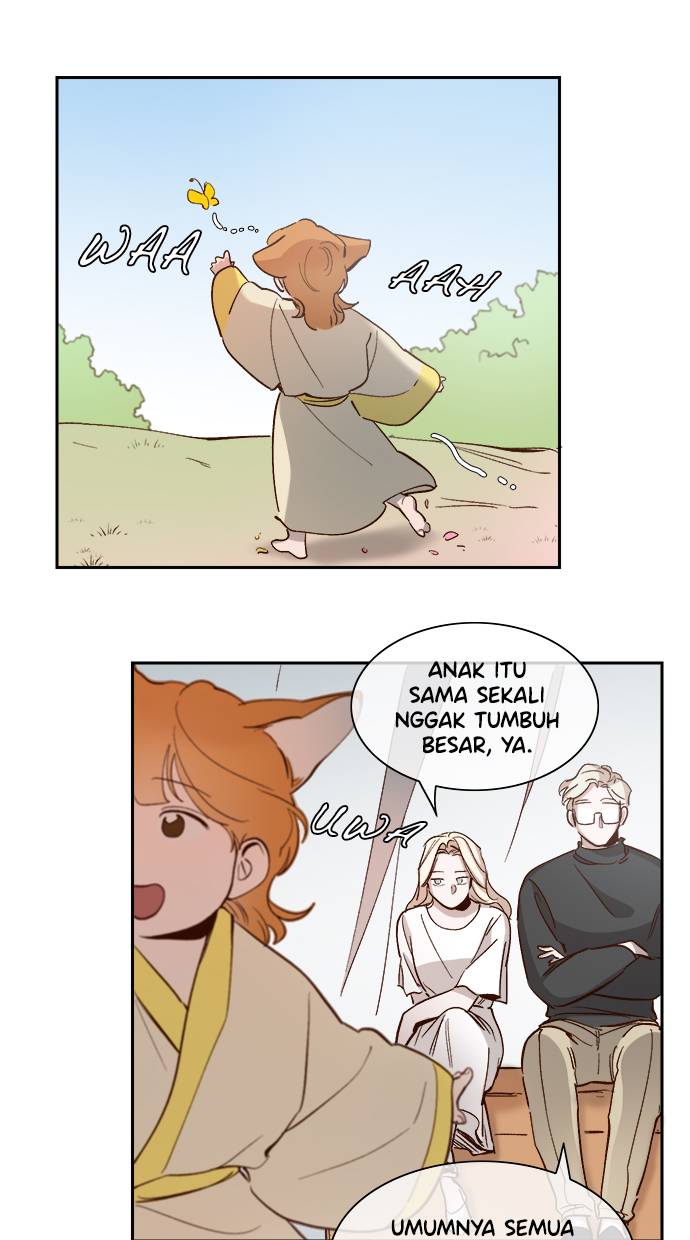 WAA
AAH
ANAK ITU
SAMA SEKALI
NGGAK TUMBUH
BESAR, YA.
UWA
UMUMNYA SEMUA